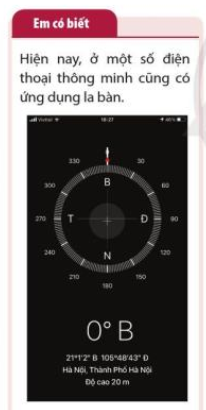 Em có biết
Hiện nay, ở một số điện
thoại thông minh cũng có
ứng dụng la bàn.
Viettel
18:27
330 30
B
300 60
270 T Đ 90
240 120
N
210 150
180
0° B
21°1'2" B 105°48'43" Đ
Hà Nội, Thành Phố Hà Nội
Độ cao 20 m